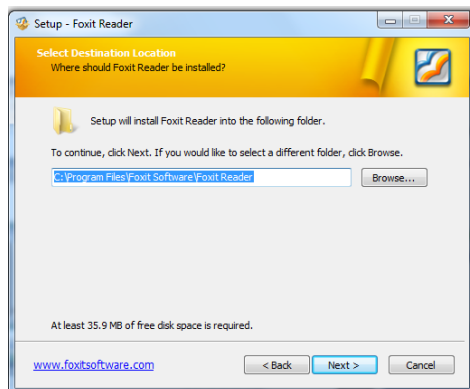 Setup - Foxit Reader
Select Destination Location
Where should Foxit Reader be installed?
Setup will install Foxit Reader into the following folder.
To continue, click Next. If you would like to select a different folder, click Browse.
C:\Program Files\Foxit Software\Foxit Reader
Browse...
At least 35.9 MB of free disk space is required.
www.foxitsoftware.com
< Back
Next >
Cancel